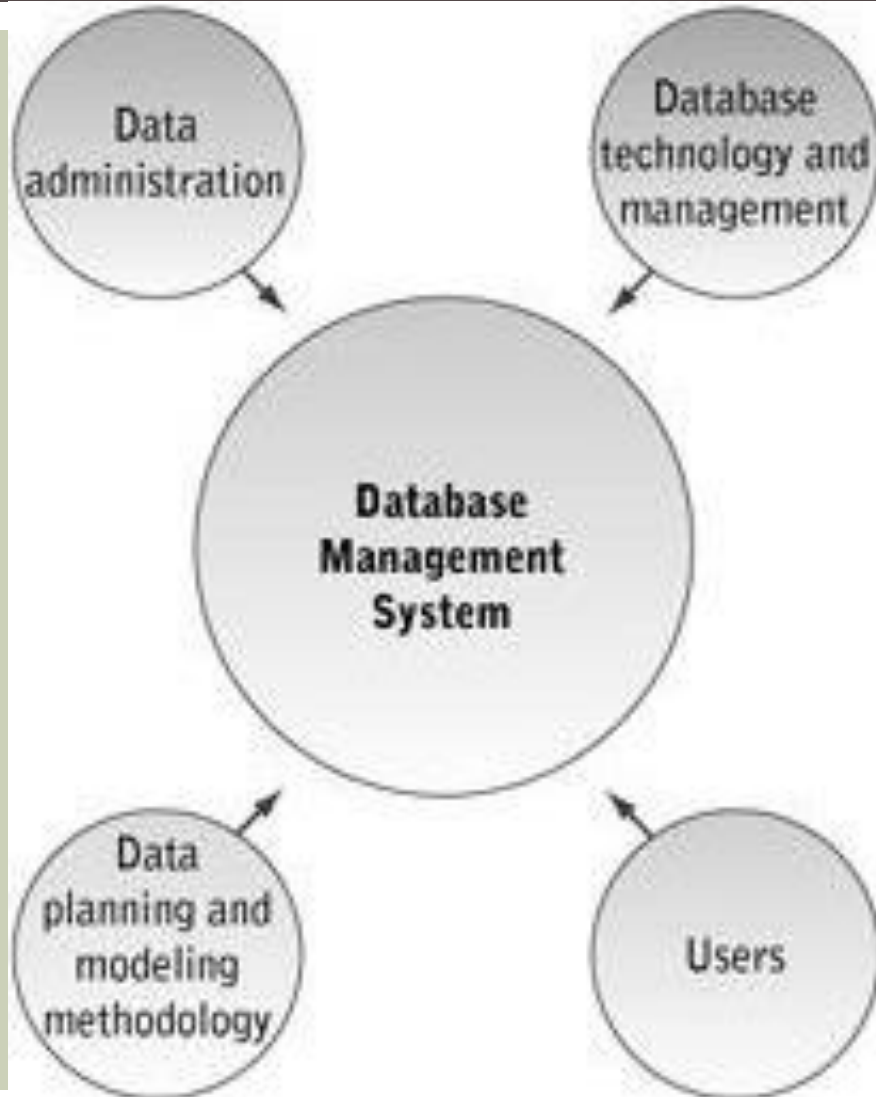 Data
administration
Database
technology and
management
Database
Management
System
Data
planning and
modeling
methodology
Users